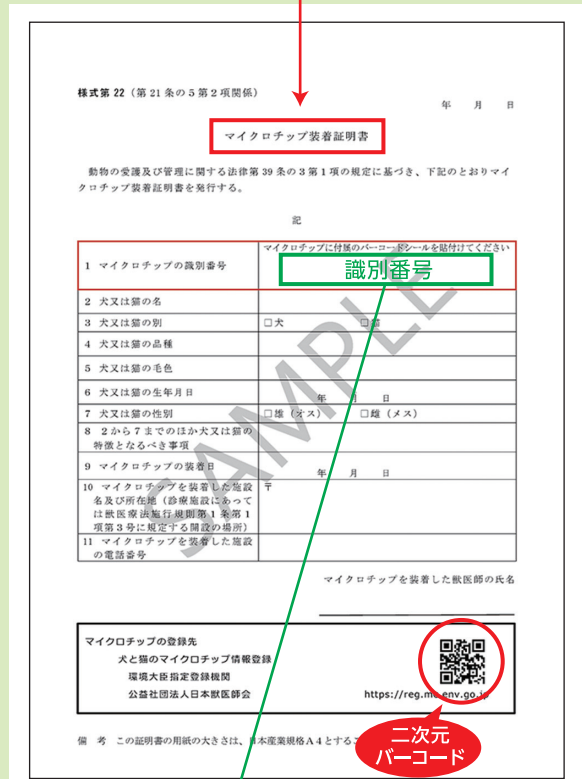 様式第22(第21条の5第2項関係)
年 月 日
マイクロチップ装着証明書
動物の愛護及び管理に関する法律第39条の3第1項の規定に基づき、下記のとおりマイ
クロチップ装着証明書を発行する。
記
1 マイクロチップの識別番号
マイクロチップに付属のバーコードシールを貼付けてください
識別番号
2 犬又は猫の名
3 犬又は猫の別
□犬 □猫
4 犬又は猫の品種
5 犬又は猫の毛色
6 犬又は猫の生年月日
年 月 日
7 犬又は猫の性別
□雄(オス) □雌(メス)
8 2から7までのほか犬又は猫の
特徴となるべき事項
9 マイクロチップの装着日
年 月 日
10 マイクロチップを装着した施設
名及び所在地(診療施設にあって
は獣医療法施行規則第1条第1
項第3号に規定する開設の場所)
〒
11 マイクロチップを装着した施設
の電話番号
SAMPLE
マイクロチップを装着した獣医師の氏名
マイクロチップの登録先
犬と猫のマイクロチップ情報登録
環境大臣指定登録機関
公益社団法人日本獣医師会
https://reg.mc.env.go.jp
二次元
バーコード
備 考 この証明書の用紙の大きさは、日本産業規格A4とするこ